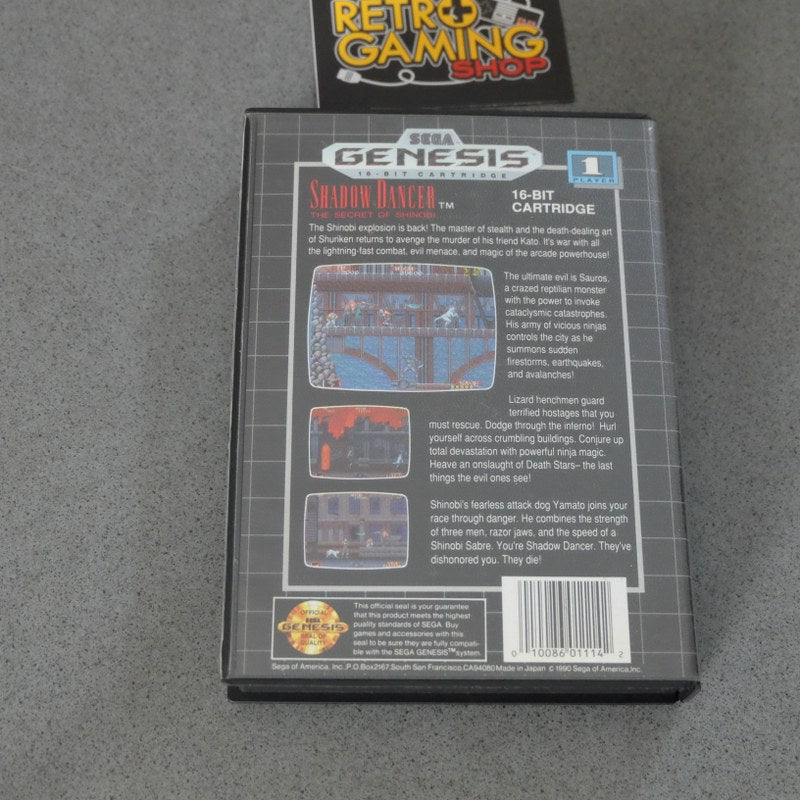 RETRO
GAMING
SHOP
SEGA
GENESIS
16-BIT CARTRIDGE
1
PLAYER
SHADOW DANCER™
THE SECRET OF SHINOBI
16-BIT
CARTRIDGE
The Shinobi explosion is back! The master of stealth and the death-dealing art
of Shuriken returns to avenge the murder of his friend Kato. It's war with all
the lightning-fast combat, evil menace, and magic of the arcade powerhouse!
The ultimate evil is Sauros,
a crazed reptilian monster
with the power to invoke
cataclysmic catastrophes.
His army of vicious ninjas
controls the city as he
summons sudden
firestorms, earthquakes,
and avalanches!
Lizard henchmen guard
terrified hostages that you
must rescue. Dodge through the inferno! Hurl
yourself across crumbling buildings. Conjure up
total devastation with powerful ninja magic.
Heave an onslaught of Death Stars– the last
things the evil ones see!
Shinobi's fearless attack dog Yamato joins your
race through danger. He combines the strength
of three men, razor jaws, and the speed of a
Shinobi Sabre. You're Shadow Dancer. They've
dishonored you. They die!
OFFICIAL
SEGA
GENESIS
SEAL OF
QUALITY
This official seal is your guarantee
that this product meets the highest
puality standards of SEGA. Buy
games and accessories with this
seal to be sure they are fully compati-
ble with the SEGA GENESIS™ system.
0 10086 01114 2
Sega of America, Inc.,P.O.Box2167,South San Francisco,CA94080 Made in Japan ©1990 Sega of America,Inc.